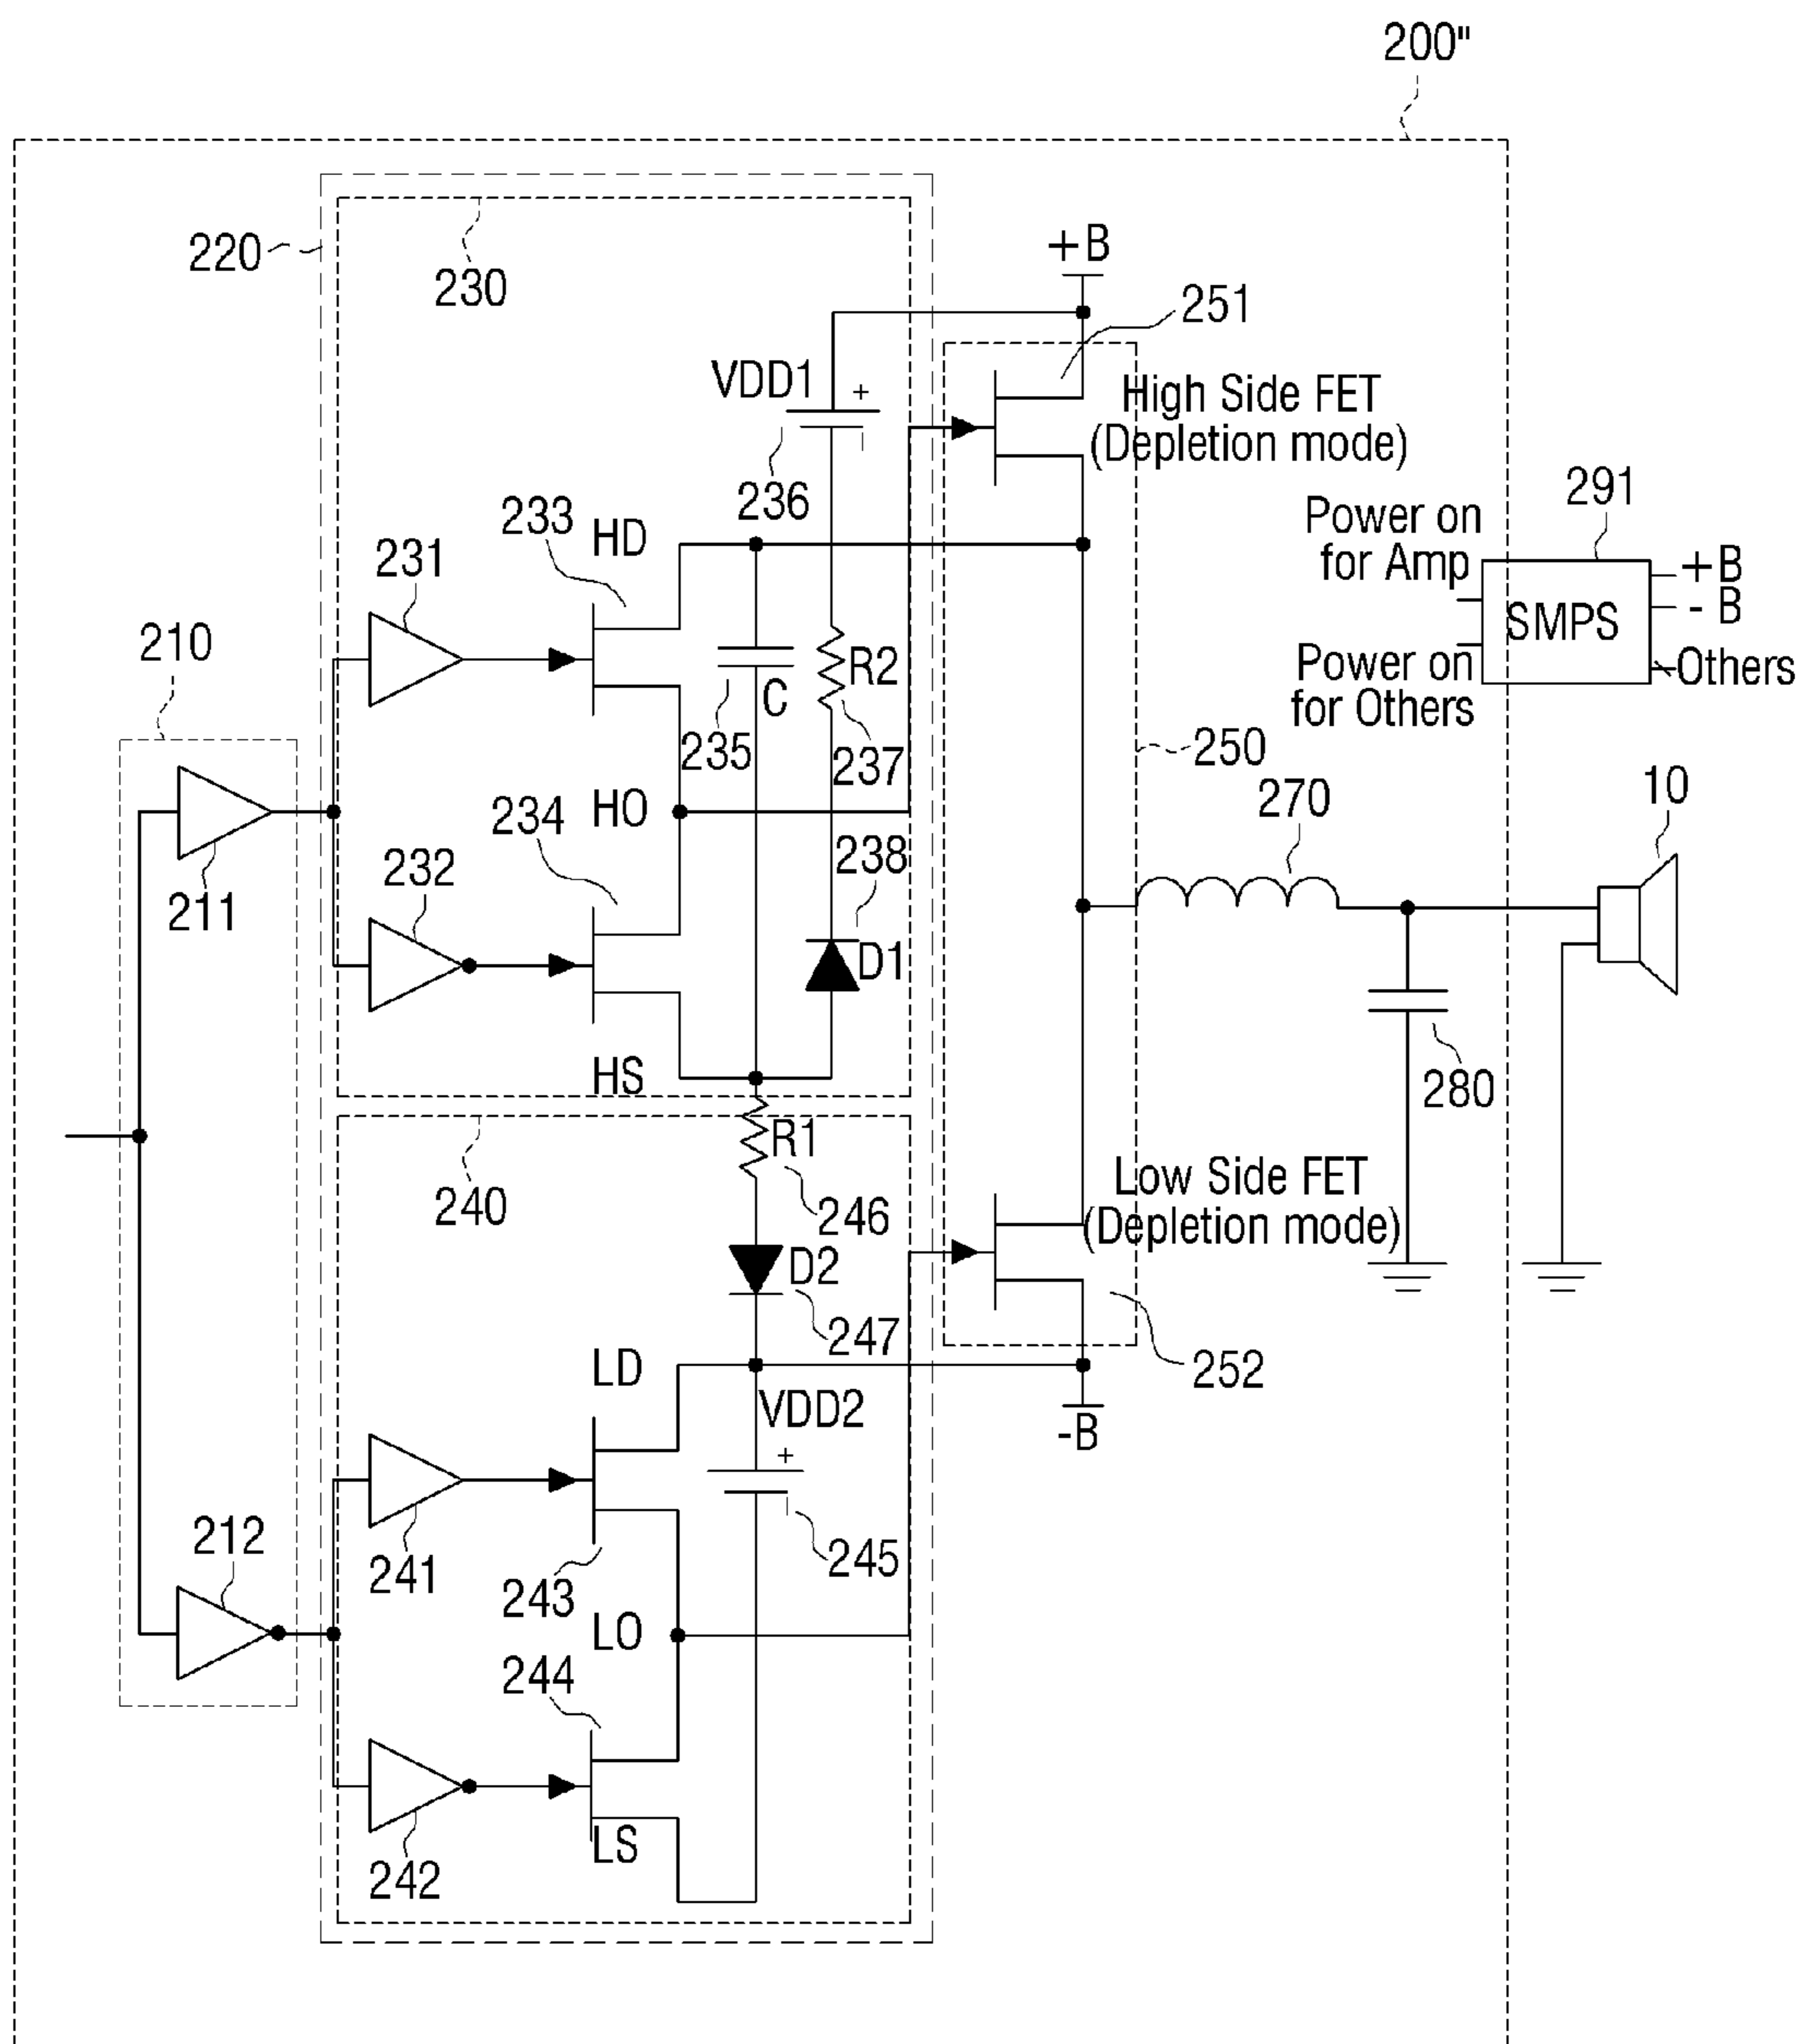 200"
220
230
+B
251
VDD1
+
High Side FET
(Depletion mode)
236
291
Power on
for Amp
+B
- B
SMPS
Power on
for Others
Others
233
HD
231
210
R2
C
235
237
250
234
HO
270
10
238
211
232
D1
HS
280
R1
240
246
Low Side FET
(Depletion mode)
D2
247
LD
252
VDD2
-B
+
212
241
243
245
LO
244
LS
242